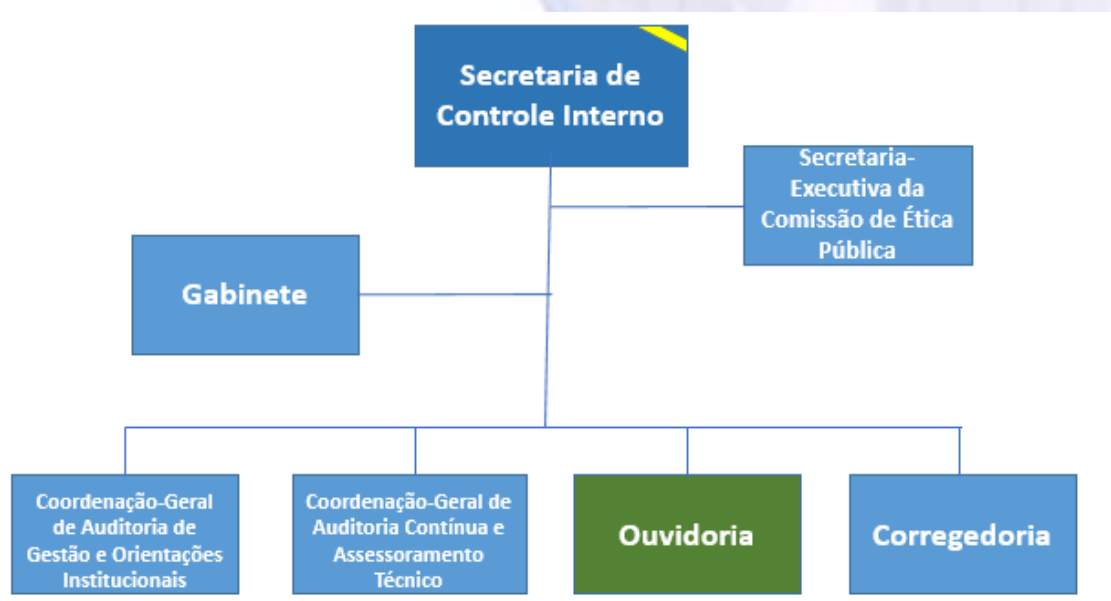 Secretaria de
Controle Interno
Secretaria-
Executiva da
Comissão de Ética
Pública
Gabinete
Coordenação-Geral
de Auditoria de
Gestão e Orientações
Institucionais
Coordenação-Geral de
Auditoria Contínua e
Assessoramento
Técnico
Ouvidoria
Corregedoria